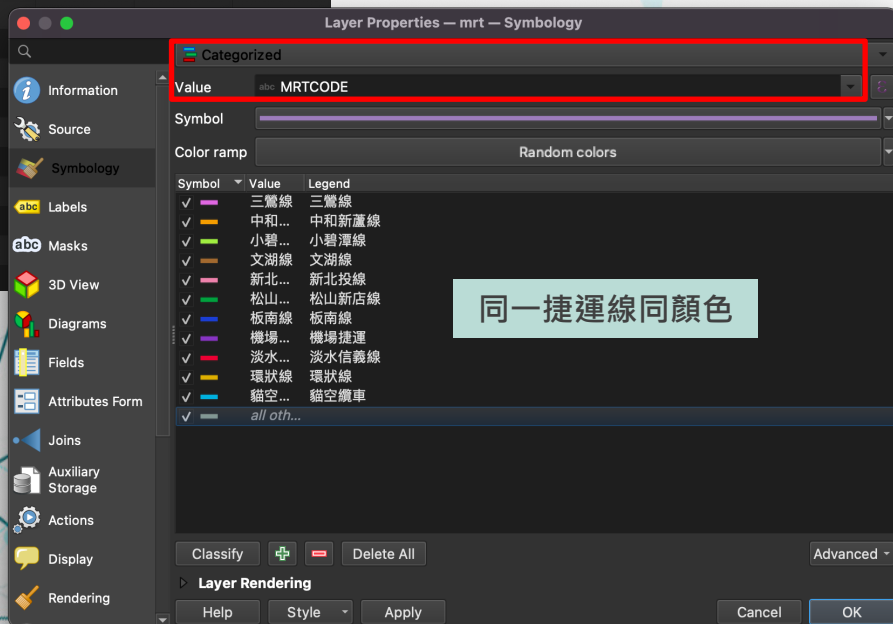 Layer Properties — mrt — Symbology
Information
Source
Symbology
Labels
Masks
3D View
Diagrams
Fields
Attributes Form
Joins
Auxiliary
Storage
Actions
Display
Rendering
Categorized
Value abc MRTCODE
Symbol
Color ramp Random colors
Symbol Value Legend
三鶯線 三鶯線
中和... 中和新蘆線
小碧... 小碧潭線
文湖線 文湖線
新北... 新北投線
松山... 松山新店線
板南線 板南線
機場... 機場捷運
淡水... 淡水信義線
環狀線 環狀線
貓空... 貓空纜車
all oth...
同一捷運線同顏色
Classify Delete All Advanced
Layer Rendering
Help Style Apply Cancel OK